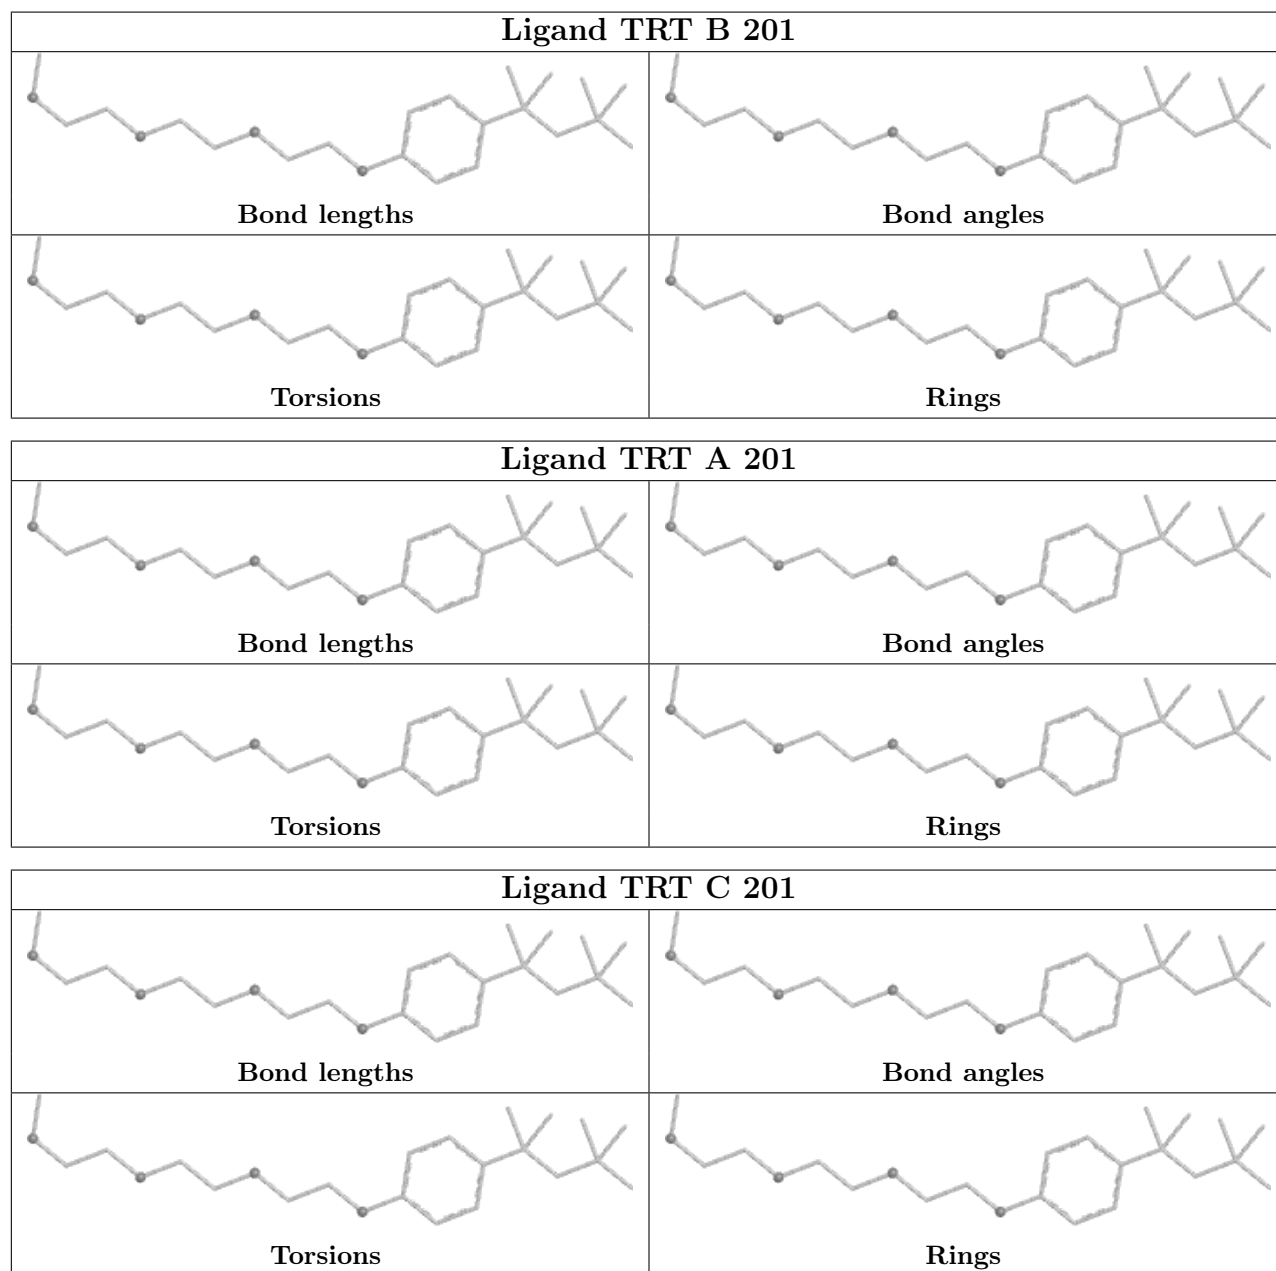 Ligand TRT B 201
Bond lengths
Bond angles
Torsions
Rings
Ligand TRT A 201
Bond lengths
Bond angles
Torsions
Rings
Ligand TRT C 201
Bond lengths
Bond angles
Torsions
Rings